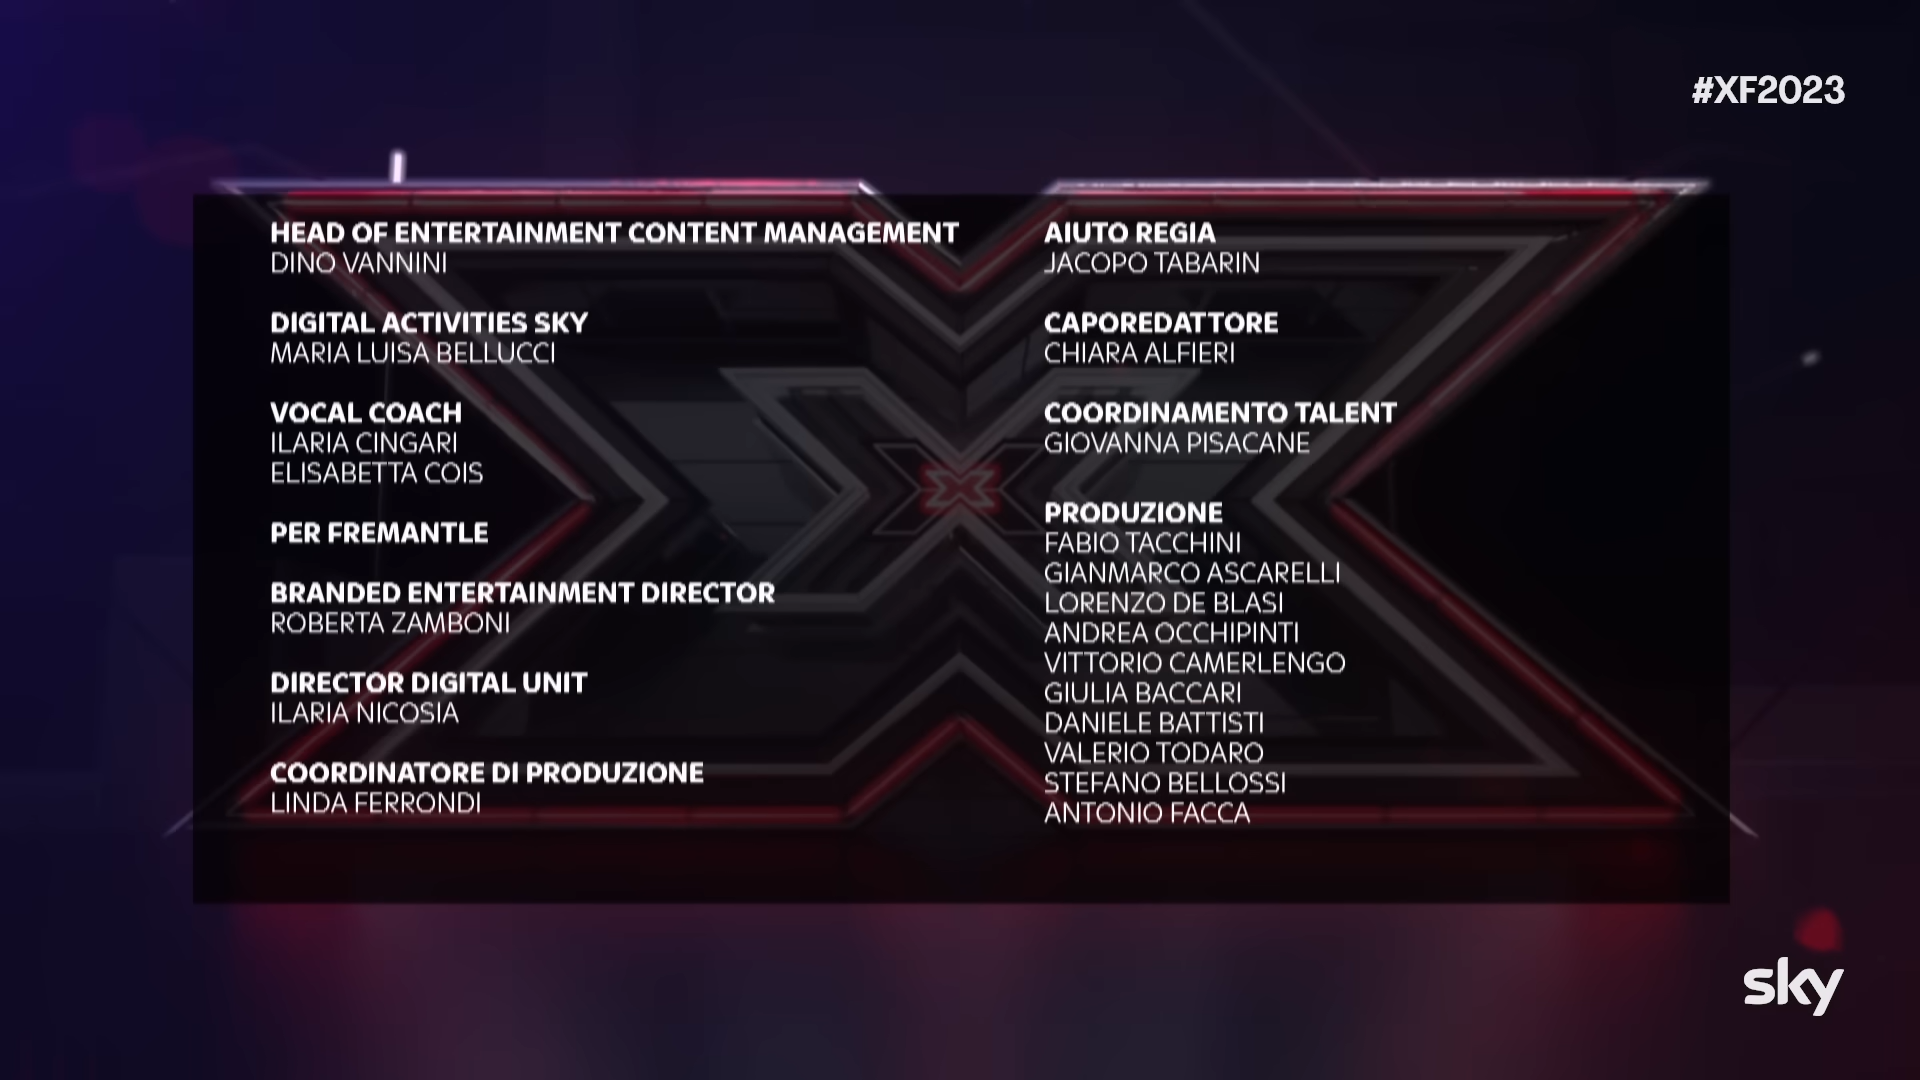 #XF2023
HEAD OF ENTERTAINMENT CONTENT MANAGEMENT
DINO VANNINI
DIGITAL ACTIVITIES SKY
MARIA LUISA BELLUCCI
VOCAL COACH
ILARIA CINGARI
ELISABETTA COIS
PER FREMANTLE
BRANDED ENTERTAINMENT DIRECTOR
ROBERTA ZAMBONI
DIRECTOR DIGITAL UNIT
ILARIA NICOSIA
COORDINATORE DI PRODUZIONE
LINDA FERRONDI
AIUTO REGIA
JACOPO TABARIN
CAPOREDATTORE
CHIARA ALFIERI
COORDINAMENTO TALENT
GIOVANNA PISACANE
PRODUZIONE
FABIO TACCHINI
GIANMARCO ASCARELLI
LORENZO DE BLASI
ANDREA OCCHIPINTI
VITTORIO CAMERLENGO
GIULIA BACCARI
DANIELE BATTISTI
VALERIO TODARO
STEFANO BELLOSSI
ANTONIO FACCA
sky